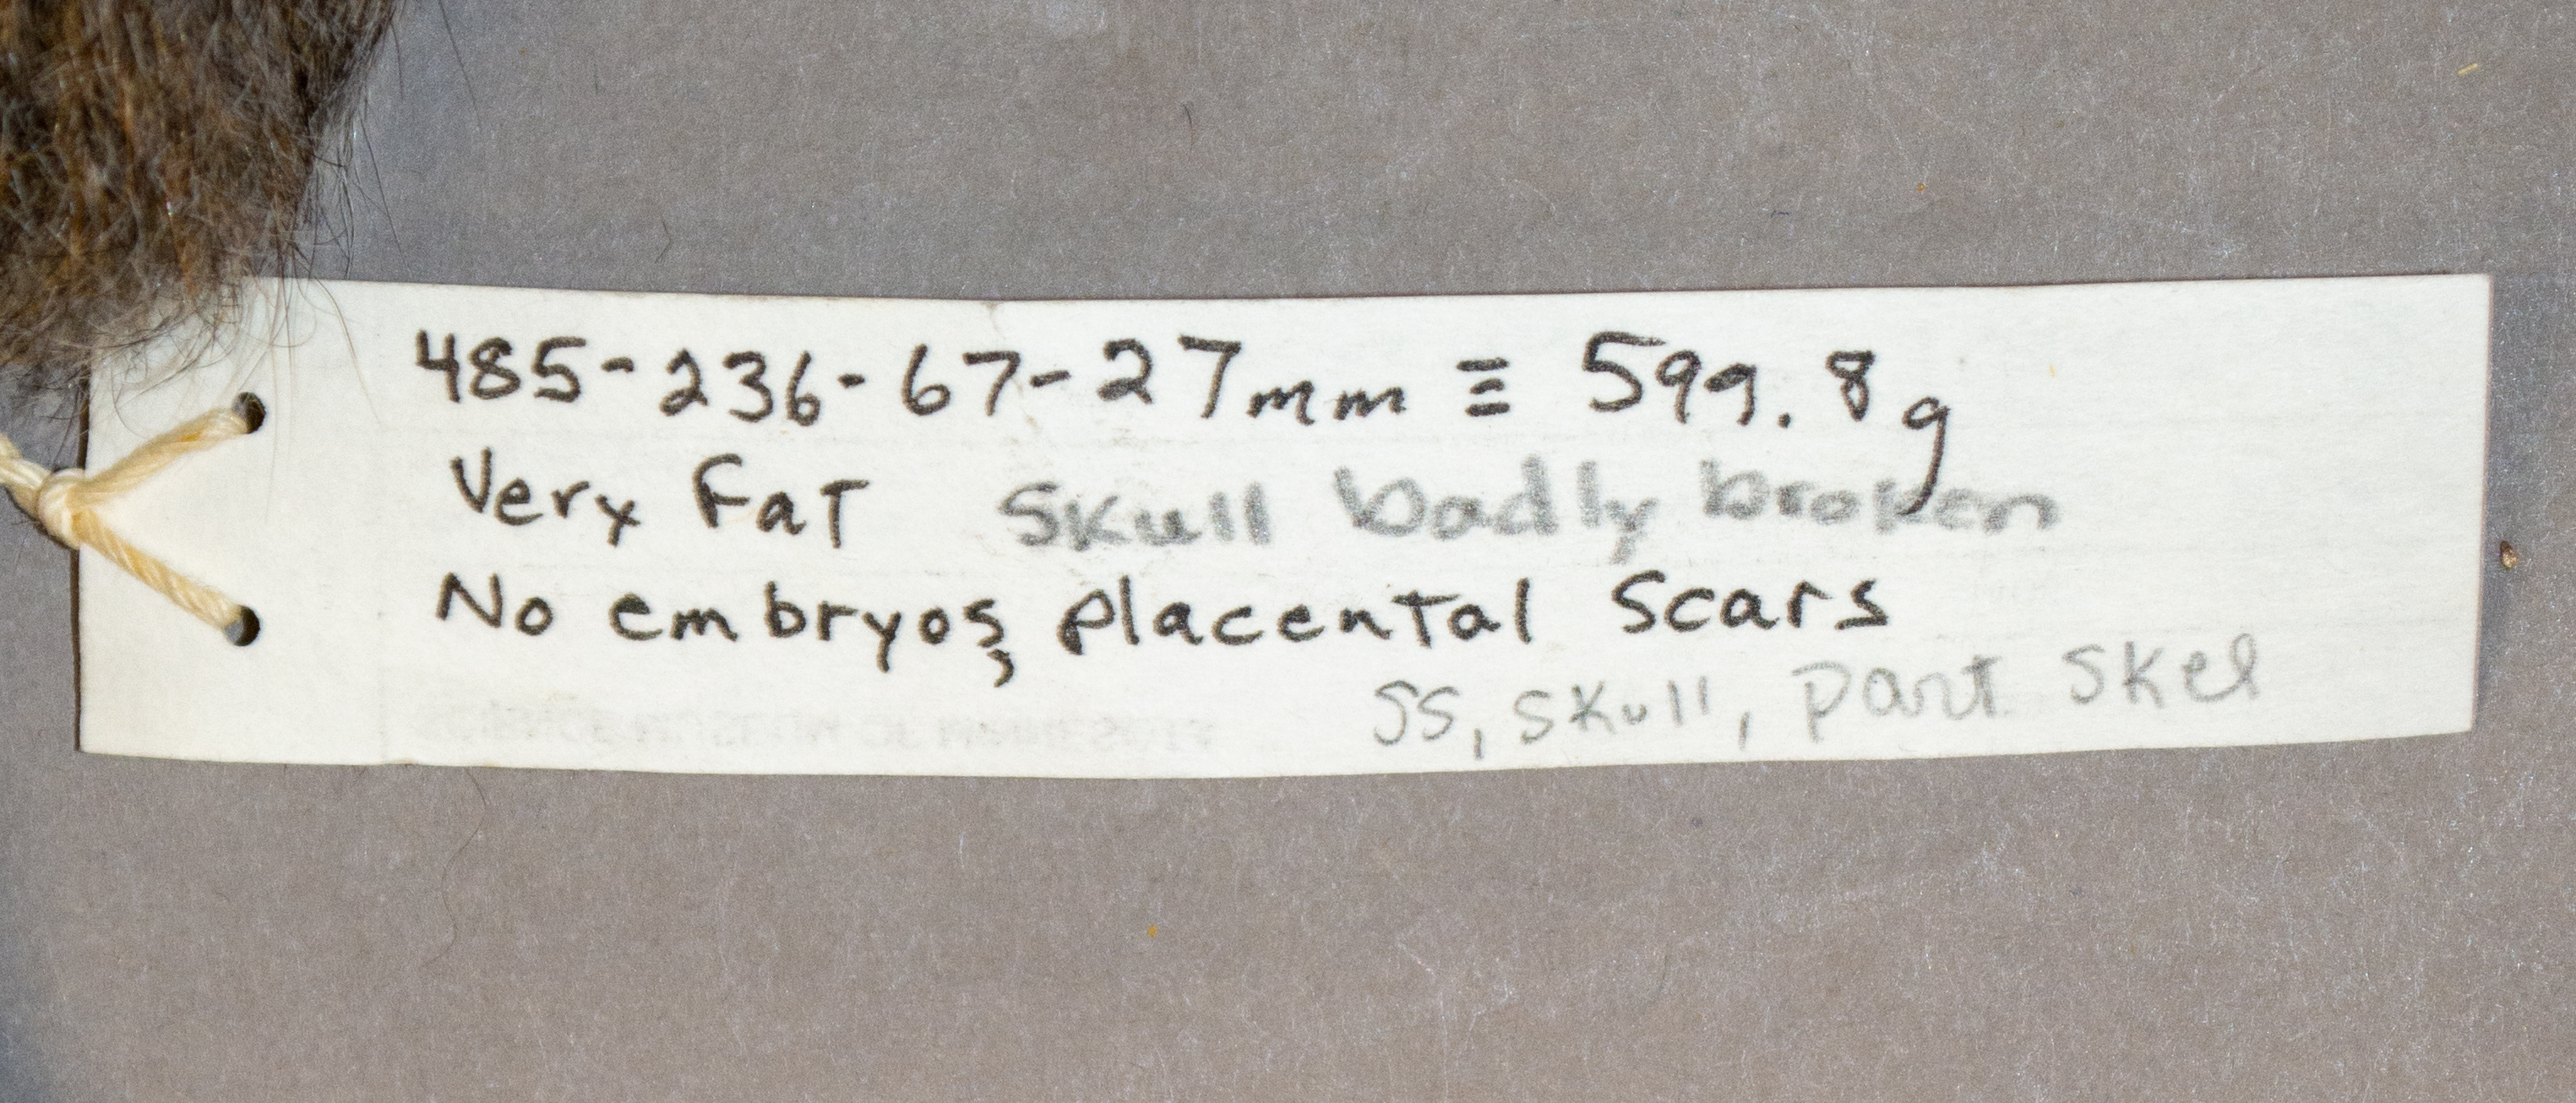 485-236-67-27mm ≡ 599.8g
Very Fat Skull badly broken
No embryos, placental scars
SS, skull, part skel